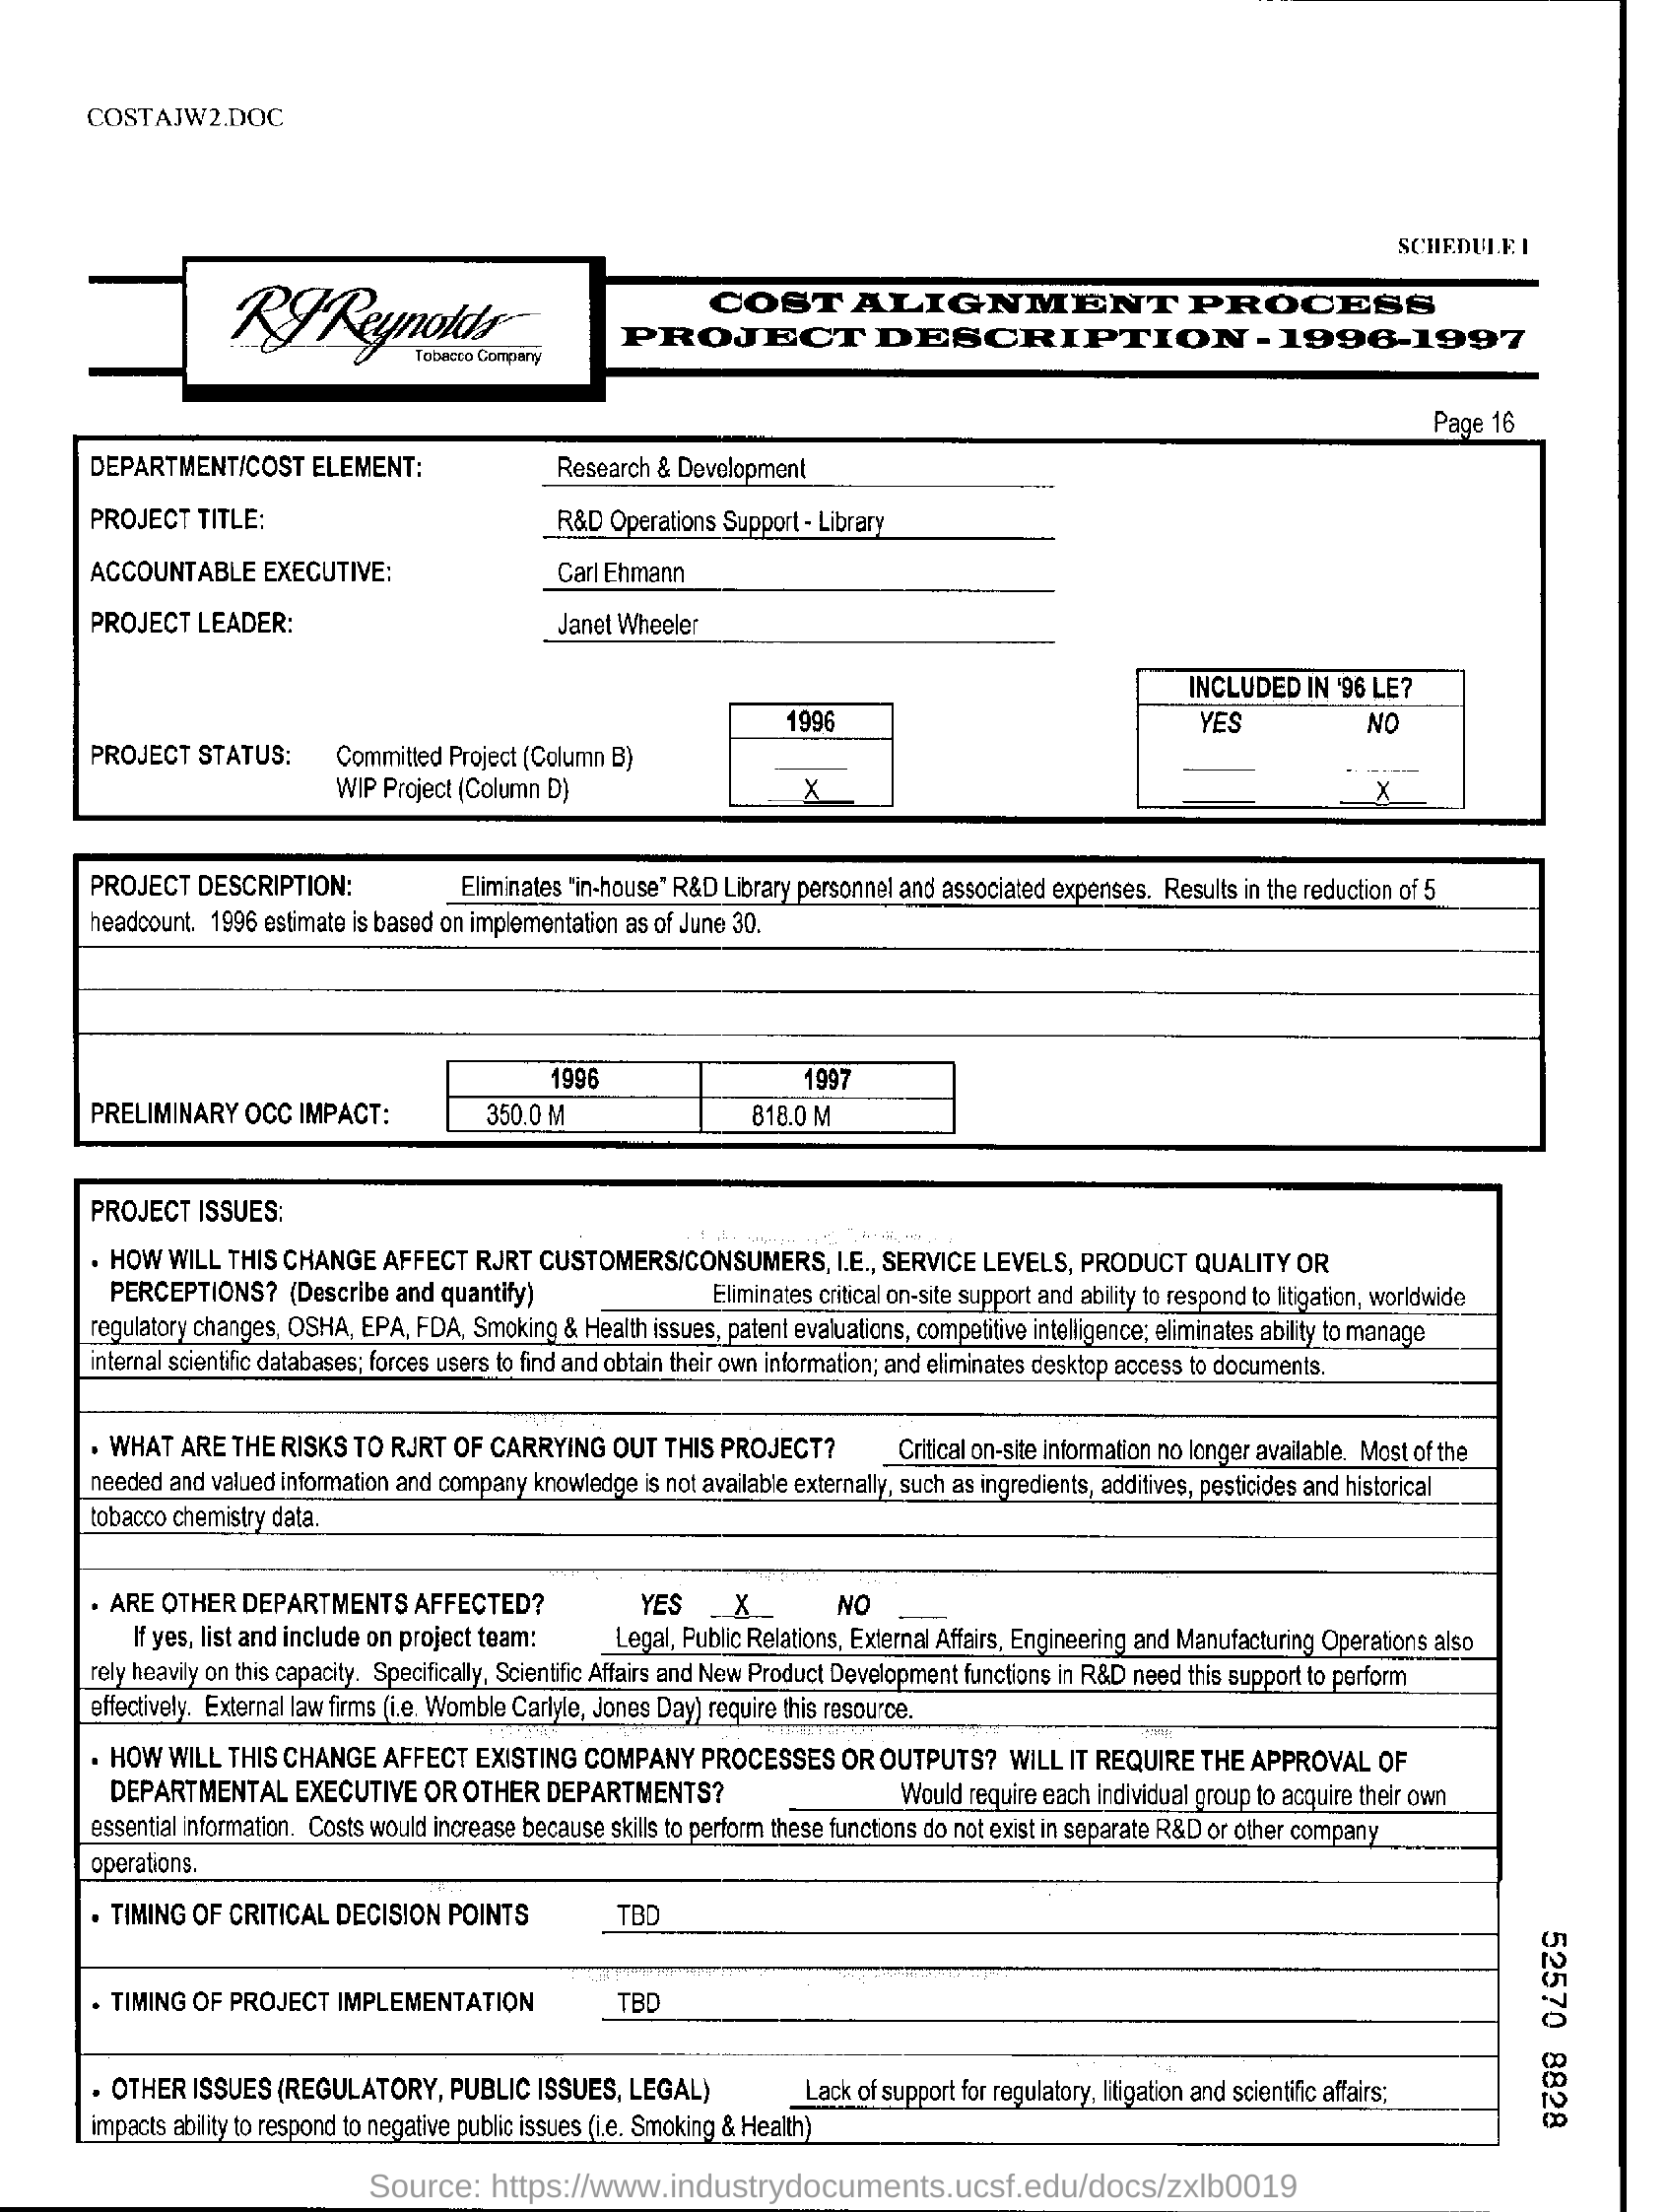 COSTAJW2.DOC
SCHEDULE 1
RJReynolds
Tobacco Company
COST ALIGNMENT PROCESS
PROJECT DESCRIPTION - 1996-1997
Page 16
DEPARTMENT/COST ELEMENT: Research & Development
PROJECT TITLE: R&D Operations Support - Library
ACCOUNTABLE EXECUTIVE: Carl Ehmann
PROJECT LEADER: Janet Wheeler
INCLUDED IN '96 LE?
1996 YES NO
PROJECT STATUS: Committed Project (Column B)
WIP Project (Column D) X X
PROJECT DESCRIPTION: Eliminates "in-house" R&D Library personnel and associated expenses. Results in the reduction of 5
headcount. 1996 estimate is based on implementation as of June 30.
1996 1997
PRELIMINARY OCC IMPACT: 350.0 M 818.0 M
PROJECT ISSUES:
. HOW WILL THIS CHANGE AFFECT RJRT CUSTOMERS/CONSUMERS, I.E., SERVICE LEVELS, PRODUCT QUALITY OR
PERCEPTIONS? (Describe and quantify) Eliminates critical on-site support and ability to respond to litigation, worldwide
regulatory changes, OSHA, EPA, FDA, Smoking & Health issues, patent evaluations, competitive intelligence; eliminates ability to manage
internal scientific databases; forces users to find and obtain their own information; and eliminates desktop access to documents.
. WHAT ARE THE RISKS TO RJRT OF CARRYING OUT THIS PROJECT? Critical on-site information no longer available. Most of the
needed and valued information and company knowledge is not available externally, such as ingredients, additives, pesticides and historical
tobacco chemistry data.
. ARE OTHER DEPARTMENTS AFFECTED? YES X NO
If yes, list and include on project team: Legal, Public Relations, External Affairs, Engineering and Manufacturing Operations also
rely heavily on this capacity. Specifically, Scientific Affairs and New Product Development functions in R&D need this support to perform
effectively. External law firms (i.e. Womble Carlyle, Jones Day) require this resource.
. HOW WILL THIS CHANGE AFFECT EXISTING COMPANY PROCESSES OR OUTPUTS? WILL IT REQUIRE THE APPROVAL OF
DEPARTMENTAL EXECUTIVE OR OTHER DEPARTMENTS? Would require each individual group to acquire their own
essential information. Costs would increase because skills to perform these functions do not exist in separate R&D or other company
operations.
. TIMING OF CRITICAL DECISION POINTS TBD
. TIMING OF PROJECT IMPLEMENTATION TBD
. OTHER ISSUES (REGULATORY, PUBLIC ISSUES, LEGAL) Lack of support for regulatory, litigation and scientific affairs;
impacts ability to respond to negative public issues (i.e. Smoking & Health)
52570 8828
Source: https://www.industrydocuments.ucsf.edu/docs/zxlb0019